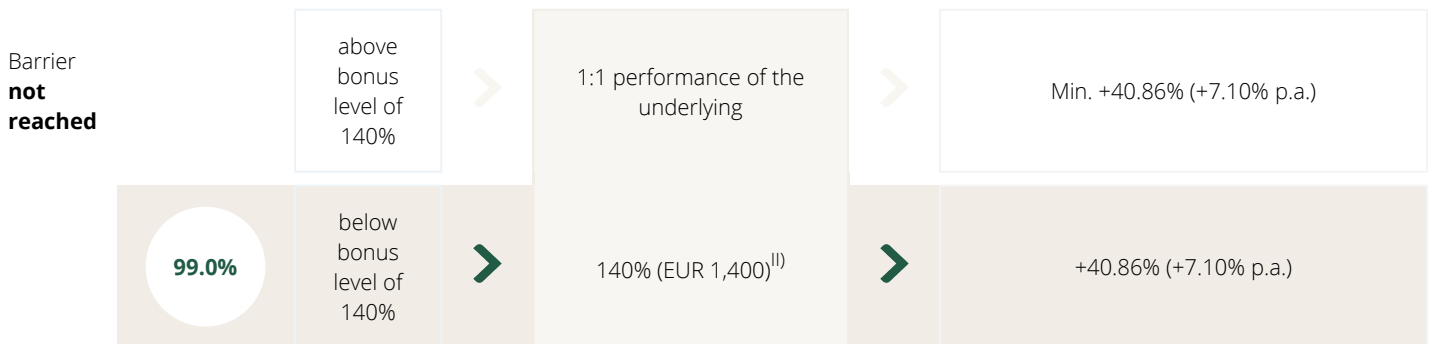 Barrier
not
reached
above
bonus
level of
140%
1:1 performance of the
underlying
Min. +40.86% (+7.10% p.a.)
99.0%
below
bonus
level of
140%
140% (EUR 1,400)II)
+40.86% (+7.10% p.a.)